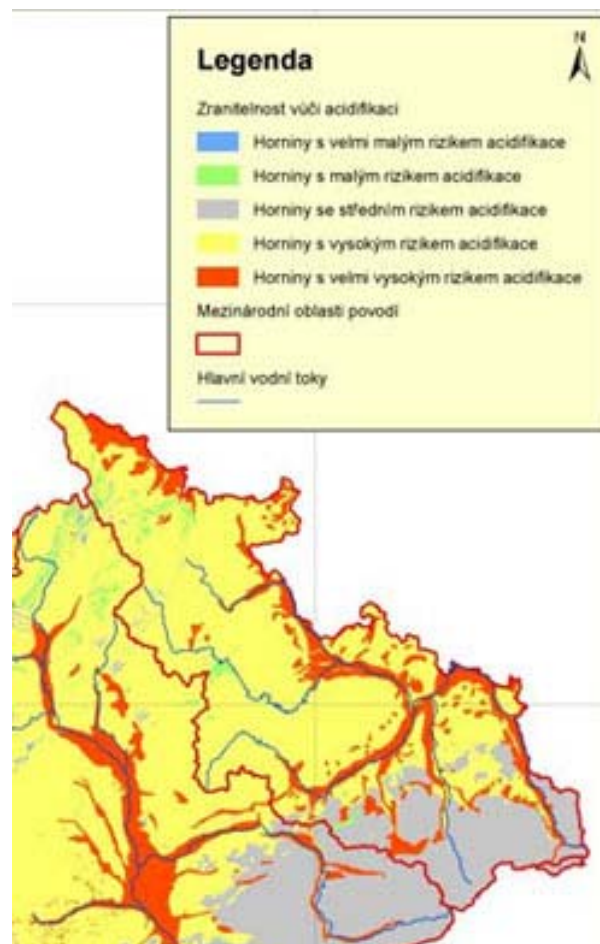 Legenda
N
Zranitelnost vůči acidifikaci
Horniny s velmi malým rizikem acidifikace
Horniny s malým rizikem acidifikace
Horniny se středním rizikem acidifikace
Horniny s vysokým rizikem acidifikace
Horniny s velmi vysokým rizikem acidifikace
Mezinárodní oblasti povodí
Hlavní vodní toky